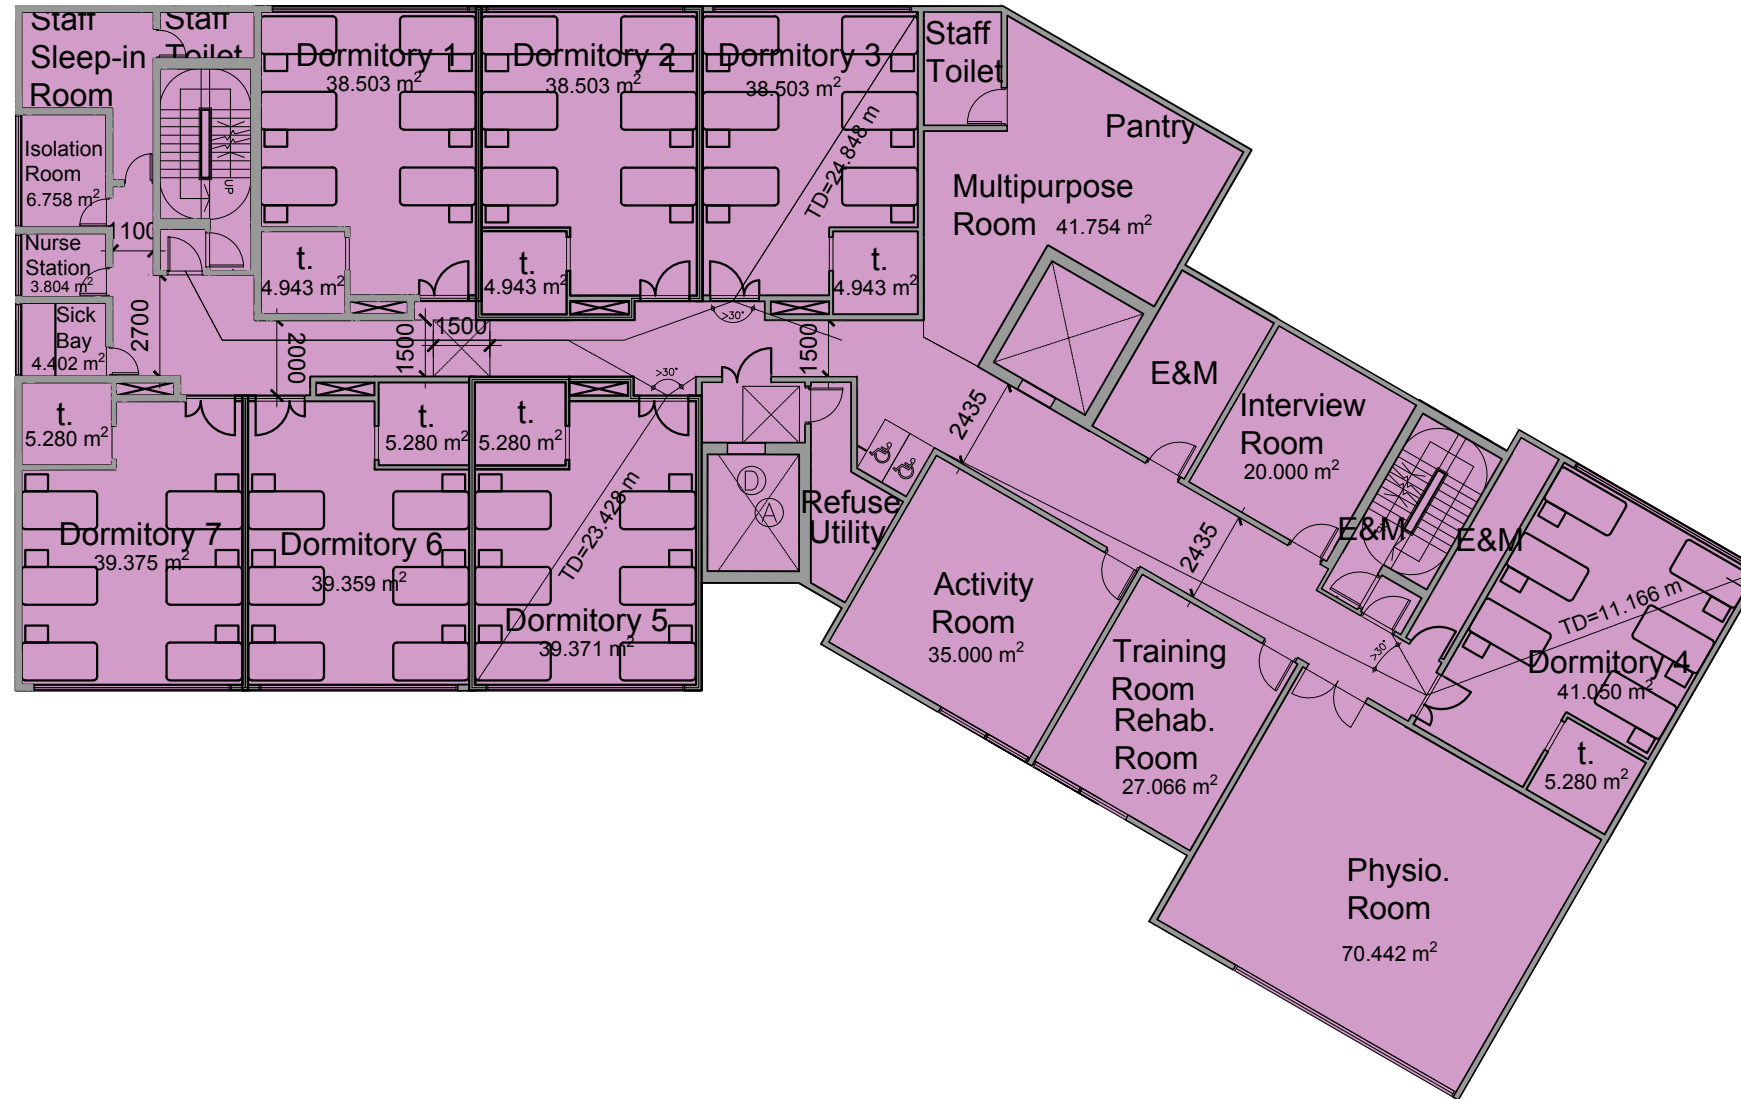 Staff
Sleep-in
Room
Staff
Toilet
Dormitory 1
38.503 m²
Dormitory 2
38.503 m²
Dormitory 3
38.503 m²
Staff
Toilet
Pantry
Multipurpose
Room 41.754 m²
TD=24.848 m
Isolation
Room
6.758 m²
UP
1100
Nurse
Station
3.804 m²
Sick
Bay
4.402 m²
2700
t.
4.943 m²
t.
4.943 m²
t.
4.943 m²
2000
1500
1500
>30°
1500
>30°
2435
E&M
Interview
Room
20.000 m²
t.
5.280 m²
t.
5.280 m²
t.
5.280 m²
D
A
Refuse
Utility
TD=23.428 m
Dormitory 7
39.375 m²
Dormitory 6
39.359 m²
Dormitory 5
39.371 m²
Activity
Room
35.000 m²
2435
E&M
E&M
TD=11.166 m
>30°
Dormitory 4
41.050 m²
t.
5.280 m²
Training
Room
Rehab.
Room
27.066 m²
Physio.
Room
70.442 m²